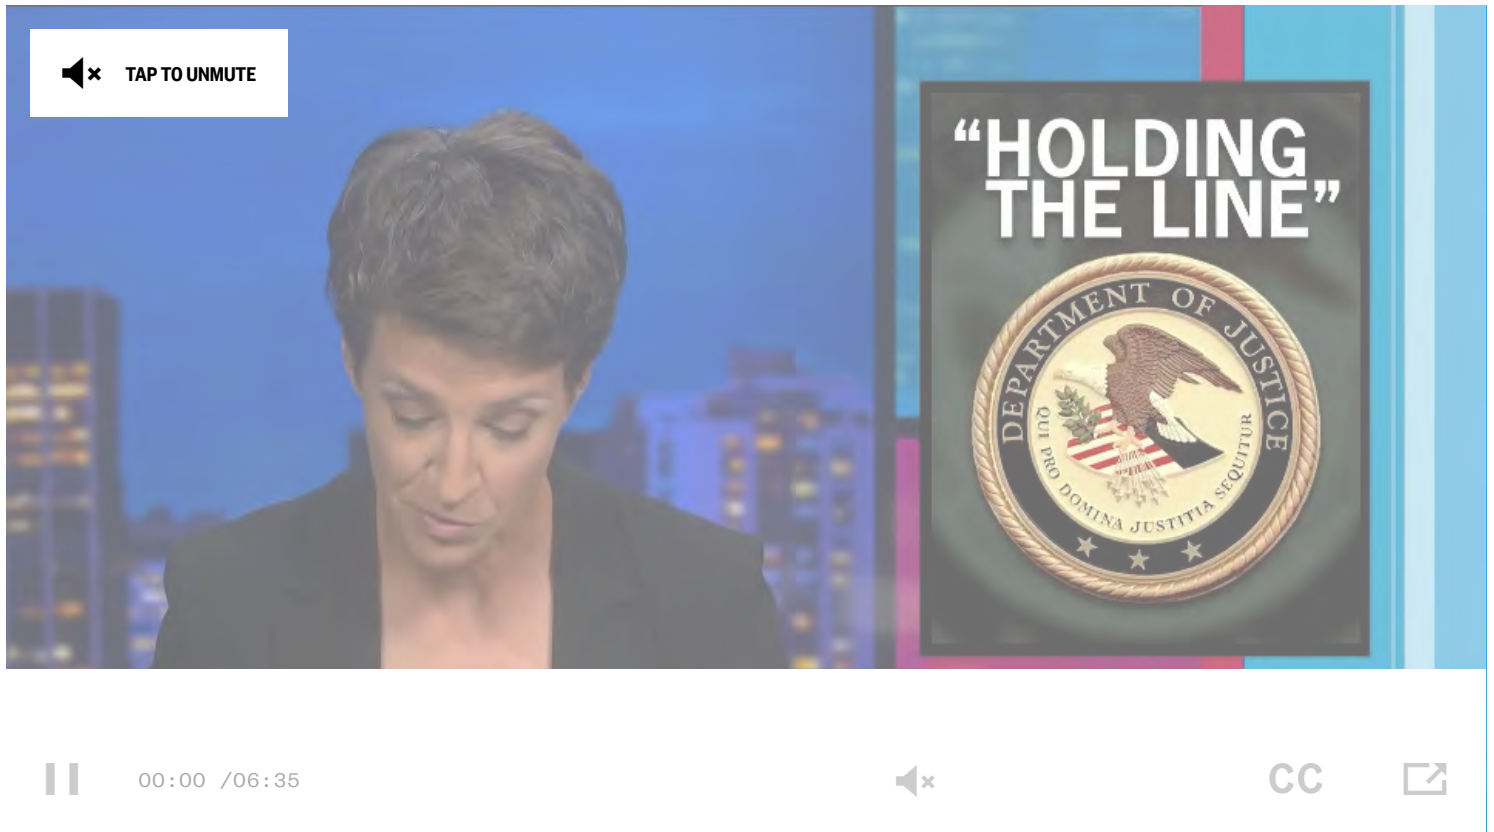 TAP TO UNMUTE
“HOLDING
THE LINE”
DEPARTMENT OF JUSTICE
QUI PRO DOMINA JUSTITIA SEQUITUR
00:00 /06:35
CC